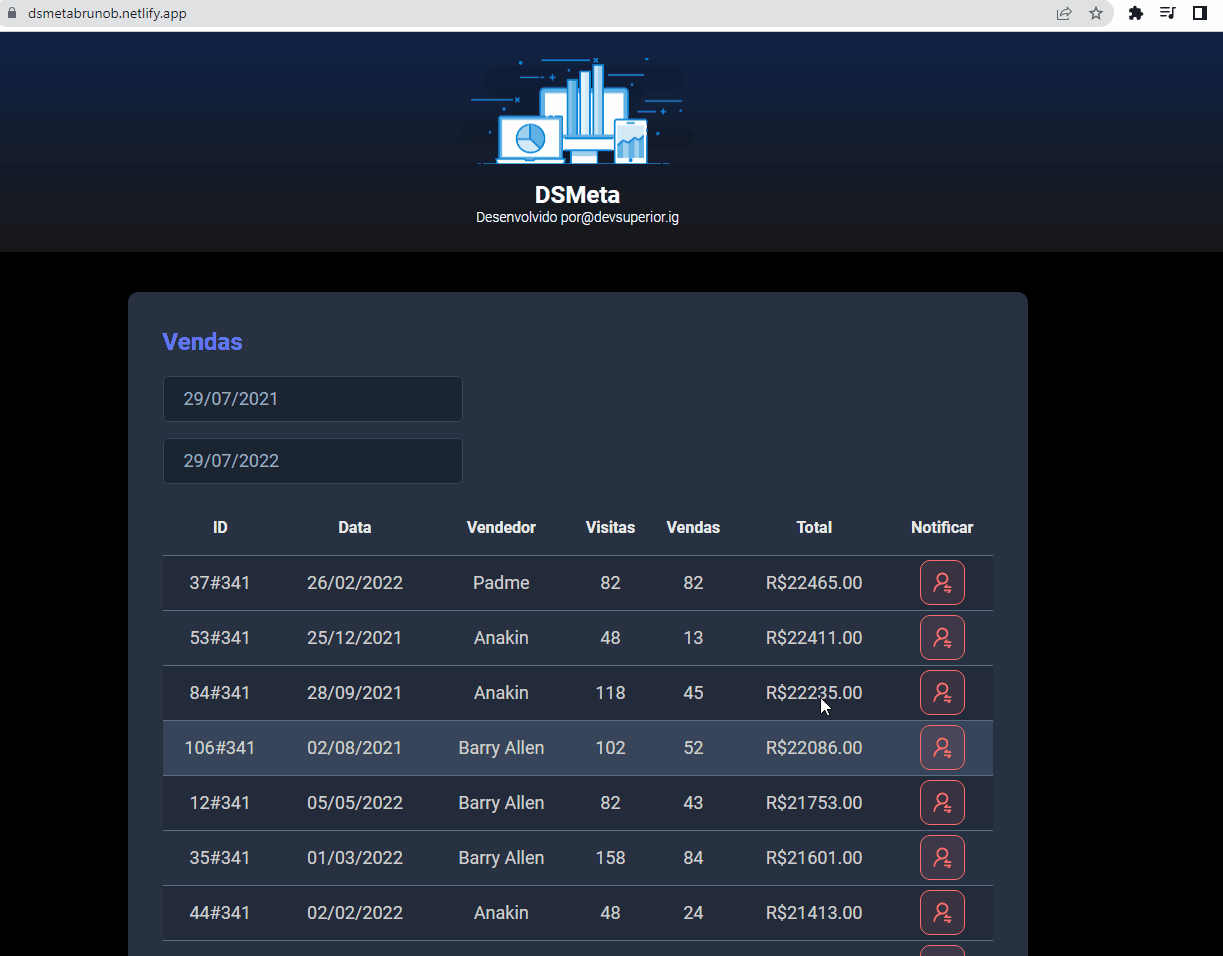 dsmetabrunob.netlify.app
DSMeta
Desenvolvido por@devsuperior.ig
Vendas
29/07/2021
29/07/2022
ID Data Vendedor Visitas Vendas Total Notificar
37#341 26/02/2022 Padme 82 82 R$22465.00
53#341 25/12/2021 Anakin 48 13 R$22411.00
84#341 28/09/2021 Anakin 118 45 R$22235.00
106#341 02/08/2021 Barry Allen 102 52 R$22086.00
12#341 05/05/2022 Barry Allen 82 43 R$21753.00
35#341 01/03/2022 Barry Allen 158 84 R$21601.00
44#341 02/02/2022 Anakin 48 24 R$21413.00